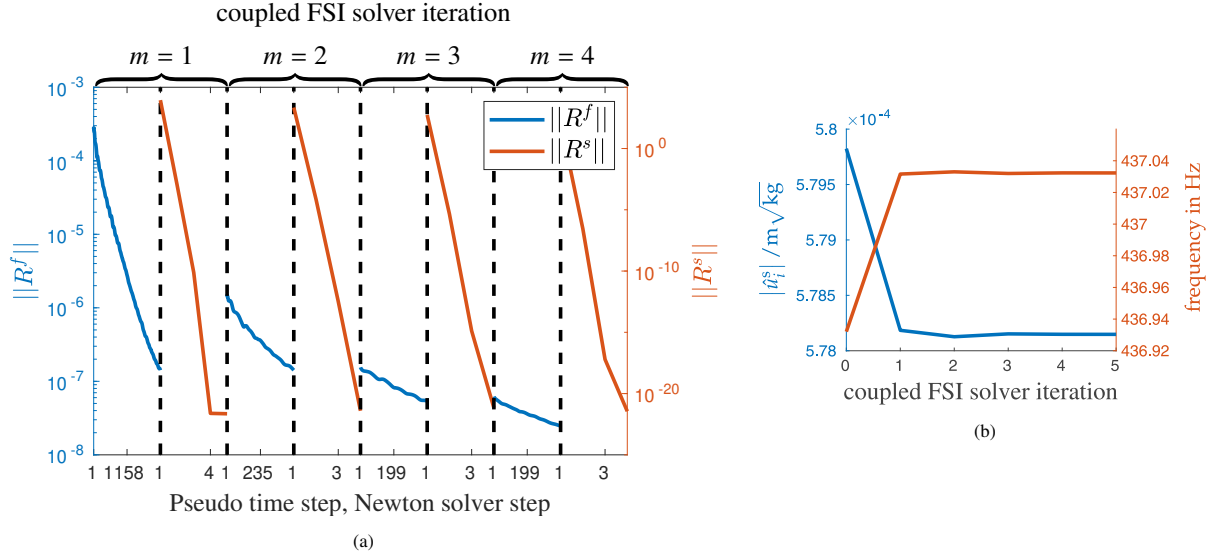 coupled FSI solver iteration
m = 1 m = 2 m = 3 m = 4
10^-3
10^-4
10^-5
10^-6
10^-7
10^-8
||R^f||
||R^f||
||R^s||
10^0
10^-10
10^-20
||R^s||
1 1158 1 4 1 235 1 3 1 199 1 3 1 199 1 3
Pseudo time step, Newton solver step
(a)
×10^-4
5.8
5.795
5.79
5.785
5.78
|û_i^s| / m √kg
437.04
437.02
437
436.98
436.96
436.94
436.92
frequency in Hz
0 1 2 3 4 5
coupled FSI solver iteration
(b)